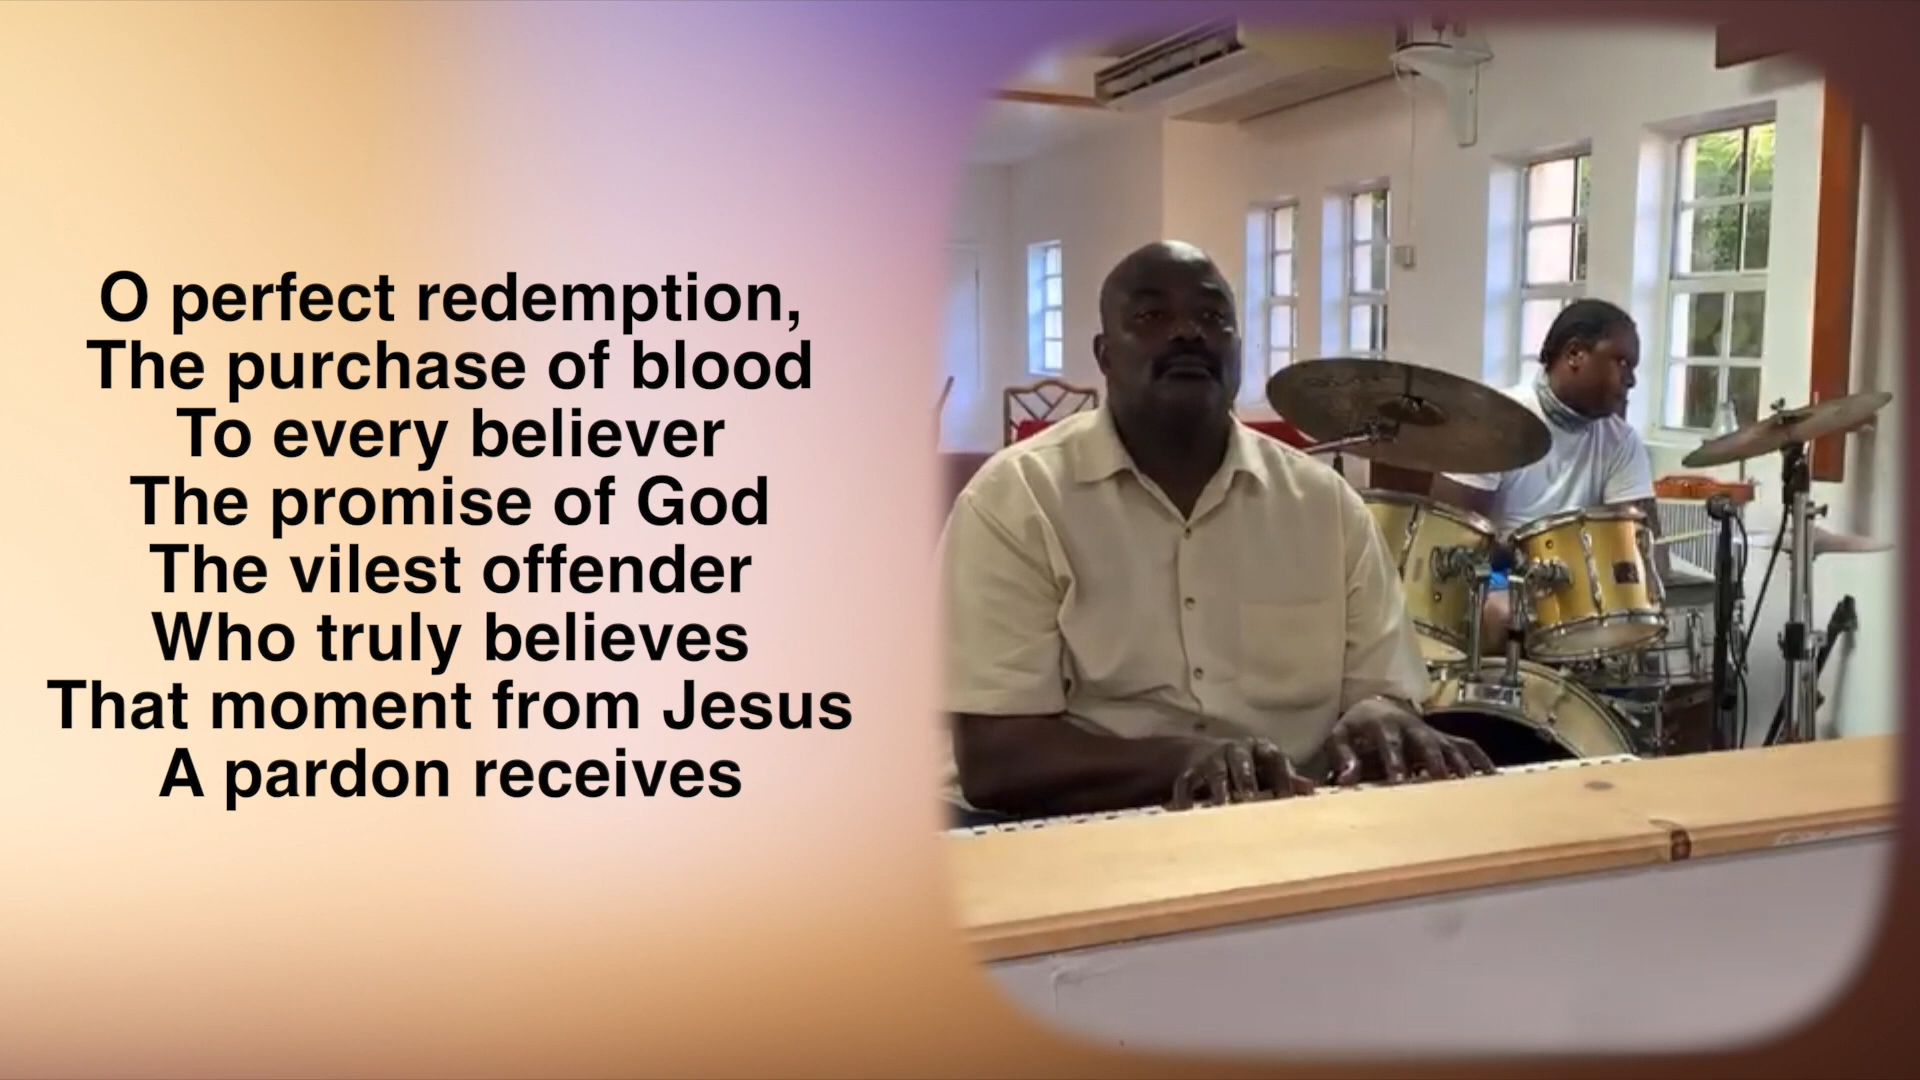 O perfect redemption,
The purchase of blood
To every believer
The promise of God
The vilest offender
Who truly believes
That moment from Jesus
A pardon receives